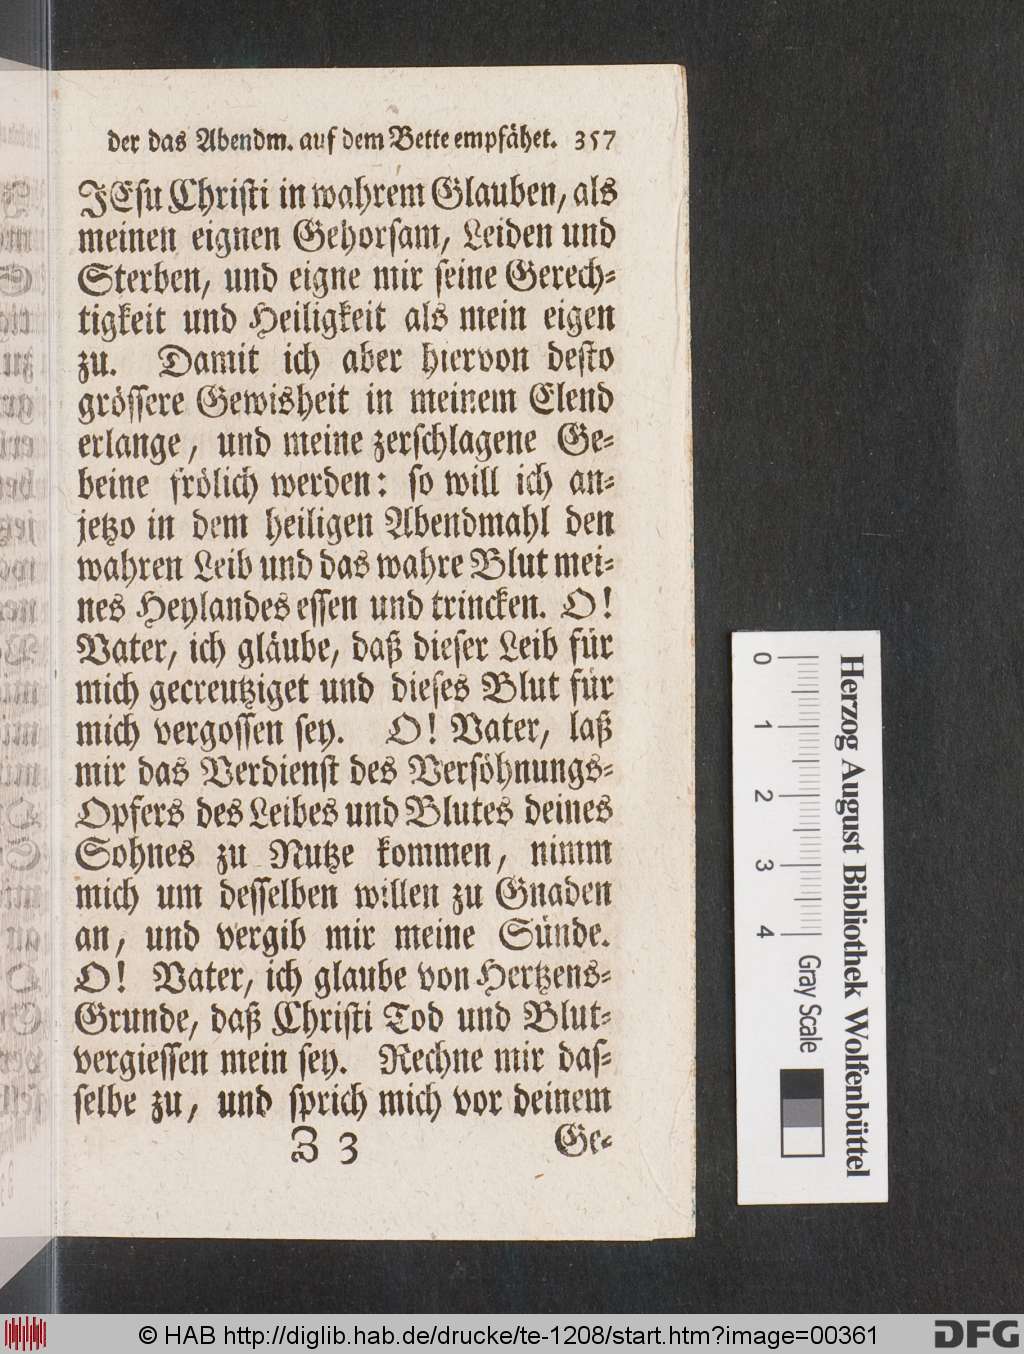 der das Abendm. auf dem Bette empfähet. 357
JEsu Christi in wahrem Glauben, als
meinen eignen Gehorsam, Leiden und
Sterben, und eigne mir seine Gerech-
tigkeit und Heiligkeit als mein eigen
zu. Damit ich aber hiervon desto
grössere Gewisheit in meinem Elend
erlange, und meine zerschlagene Ge-
beine frölich werden: so will ich an-
jetzo in dem heiligen Abendmahl den
wahren Leib und das wahre Blut mei-
nes Heylandes essen und trincken. O!
Vater, ich gläube, daß dieser Leib für
mich gecreutziget und dieses Blut für
mich vergossen sey. O! Vater, laß
mir das Verdienst des Versöhnungs-
Opfers des Leibes und Blutes deines
Sohnes zu Nutze kommen, nimm
mich um desselben willen zu Gnaden
an, und vergib mir meine Sünde.
O! Vater, ich glaube von Hertzens-
Grunde, daß Christi Tod und Blut-
vergiessen mein sey. Rechne mir das-
selbe zu, und sprich mich vor deinem
Z 3 Ge-
0 1 2 3 4 Gray Scale
Herzog August Bibliothek Wolfenbüttel
© HAB http://diglib.hab.de/drucke/te-1208/start.htm?image=00361
DFG